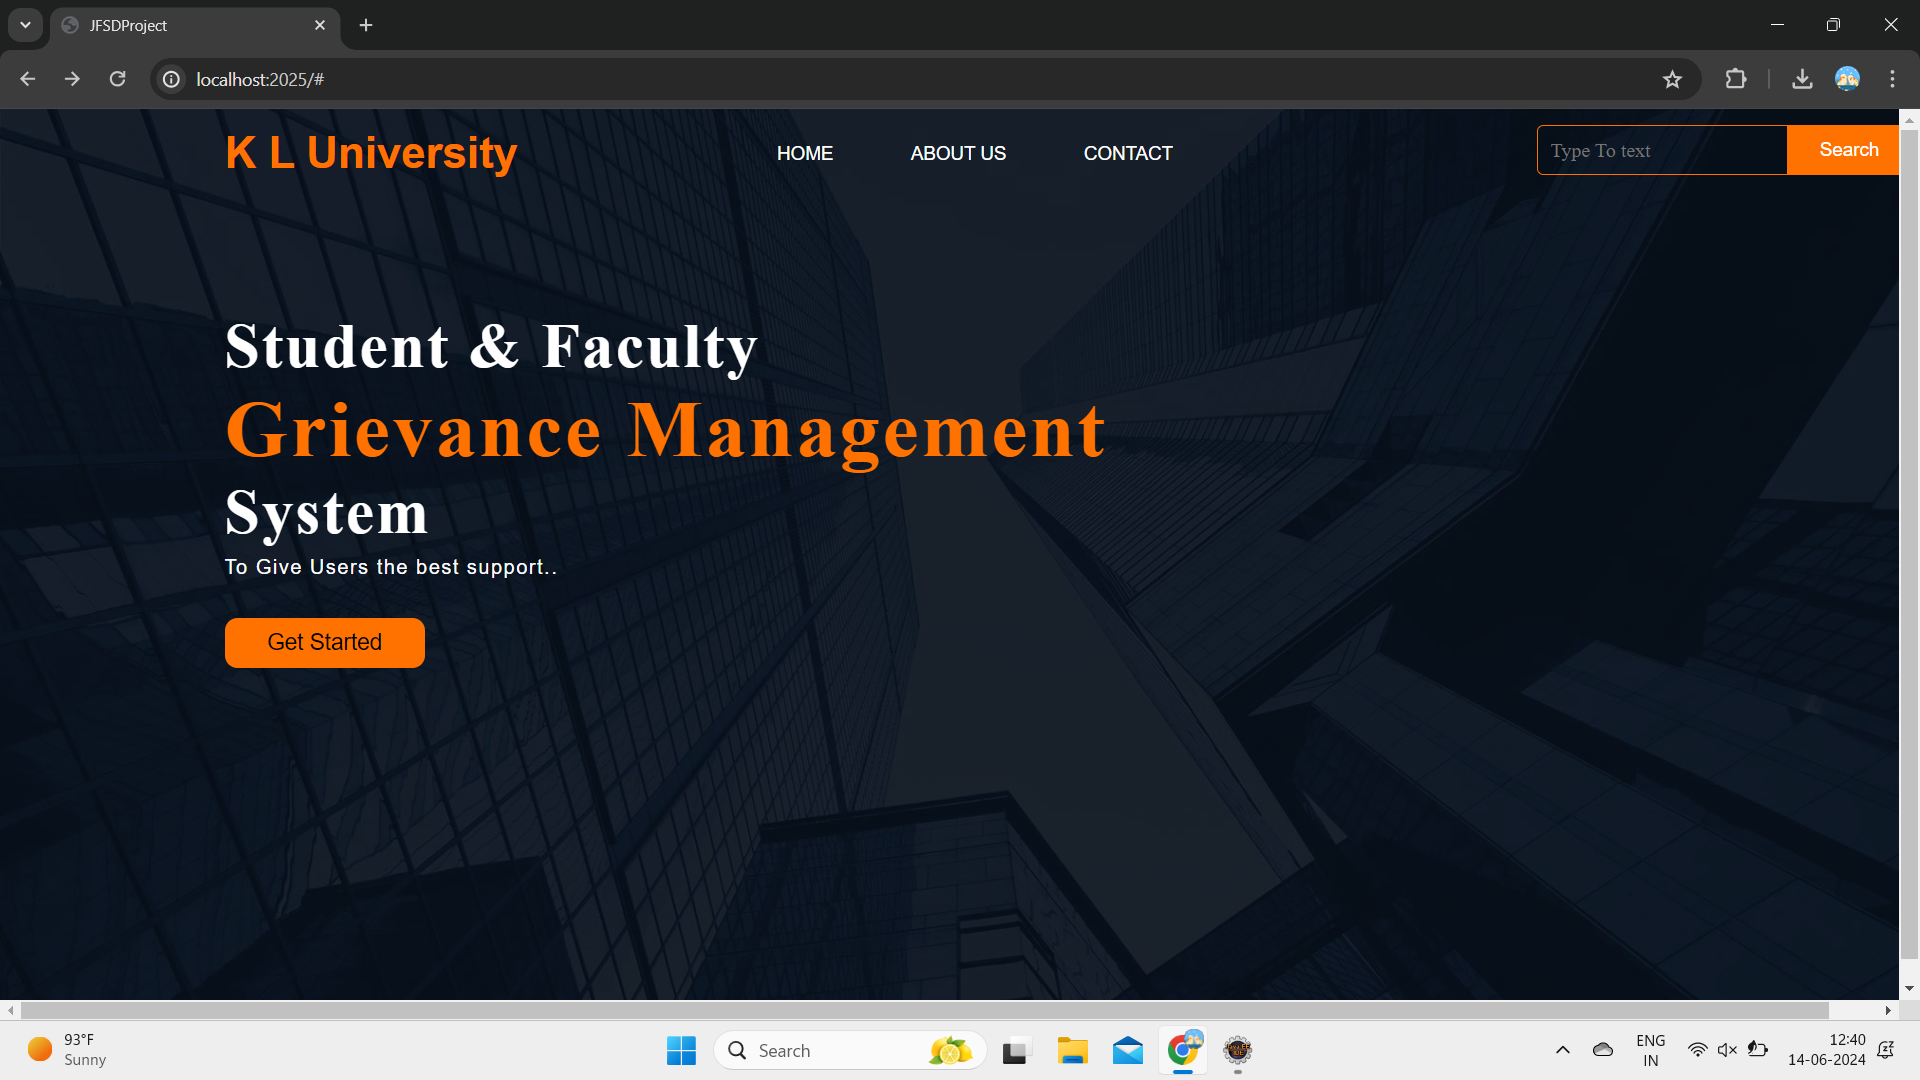 JFSDProject
localhost:2025/#
K L University
HOME
ABOUT US
CONTACT
Type To text
Search
Student & Faculty
Grievance Management
System
To Give Users the best support..
Get Started
93°F
Sunny
Search
ENG
IN
12:40
14-06-2024